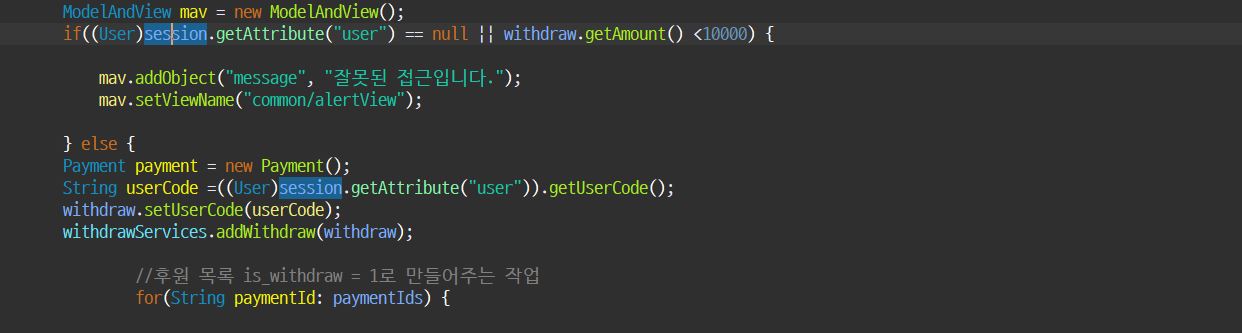 ModelAndView mav = new ModelAndView();
if((User)session.getAttribute("user") == null || withdraw.getAmount() <10000) {
mav.addObject("message", "잘못된 접근입니다.");
mav.setViewName("common/alertView");
} else {
Payment payment = new Payment();
String userCode =((User)session.getAttribute("user")).getUserCode();
withdraw.setUserCode(userCode);
withdrawServices.addWithdraw(withdraw);
//후원 목록 is_withdraw = 1로 만들어주는 작업
for(String paymentId: paymentIds) {